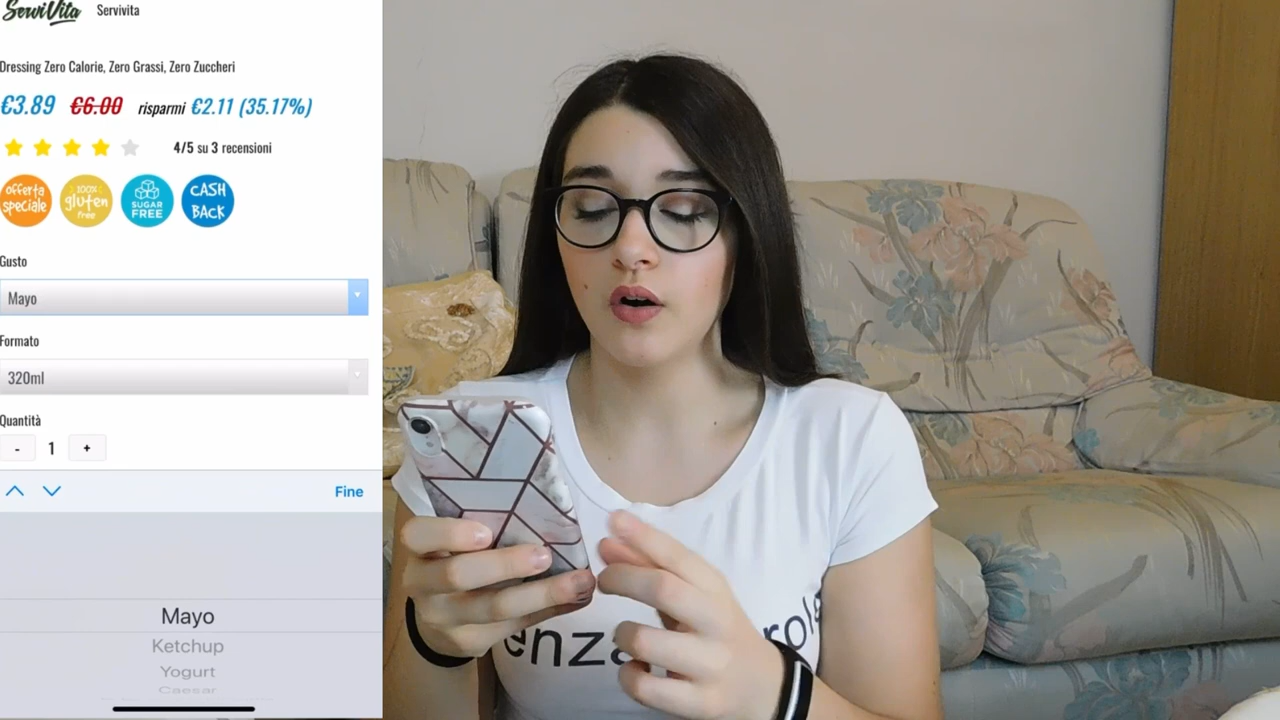 ServiVita
Servivita
Dressing Zero Calorie, Zero Grassi, Zero Zuccheri
€3.89 €6.00 risparmi €2.11 (35.17%)
4/5 su 3 recensioni
offerta speciale
100% gluten free
SUGAR FREE
CASH BACK
Gusto
Mayo
Formato
320ml
Quantità
- 1 +
Fine
Mayo
Ketchup
Yogurt
Caesar
enza
role